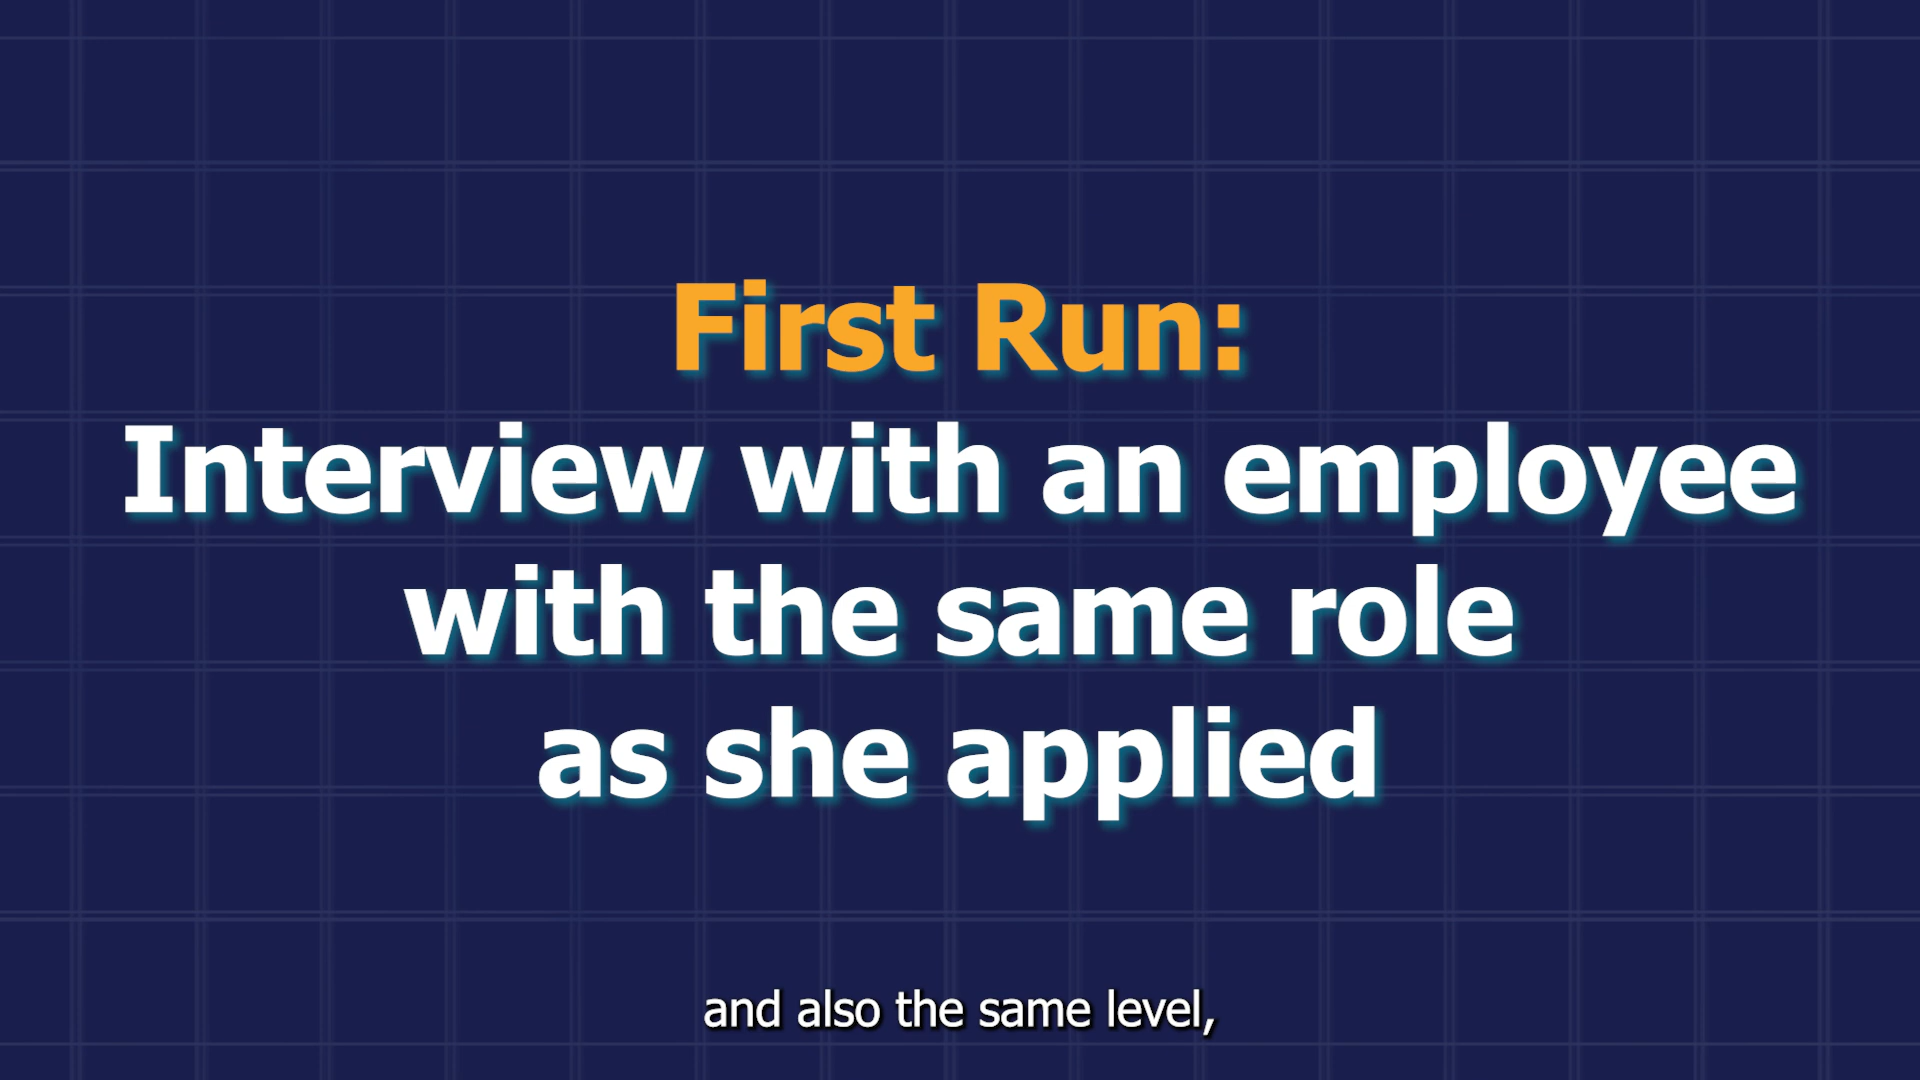 First Run:
Interview with an employee
with the same role
as she applied
and also the same level,